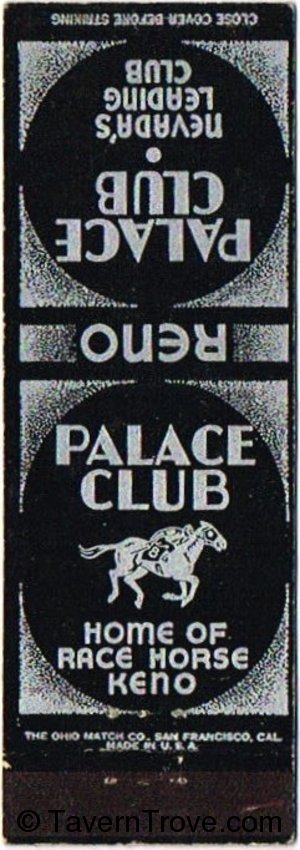 CLOSE COVER BEFORE STRIKING
PALACE
CLUB
•
NEVADA'S
LEADING
CLUB
RENO
PALACE
CLUB
8
HOME OF
RACE HORSE
KENO
THE OHIO MATCH CO., SAN FRANCISCO, CAL.
MADE IN U.S.A.
© TavernTrove.com